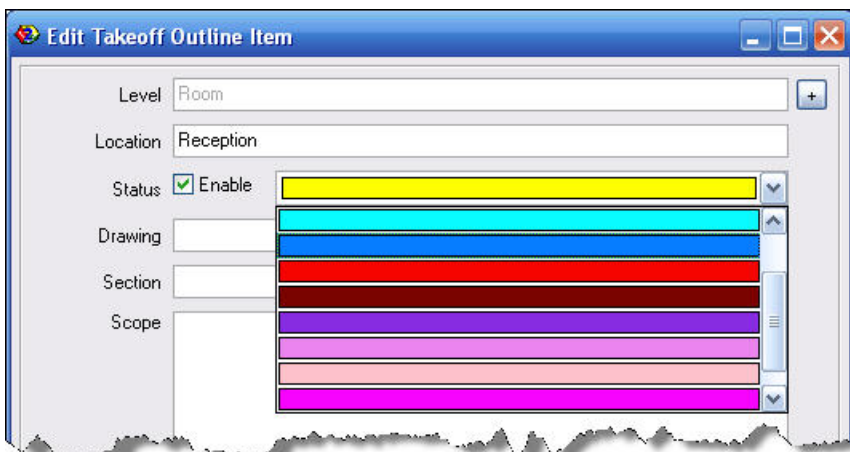 Edit Takeoff Outline Item
Level Room +
Location Reception
Status Enable
Drawing
Section
Scope